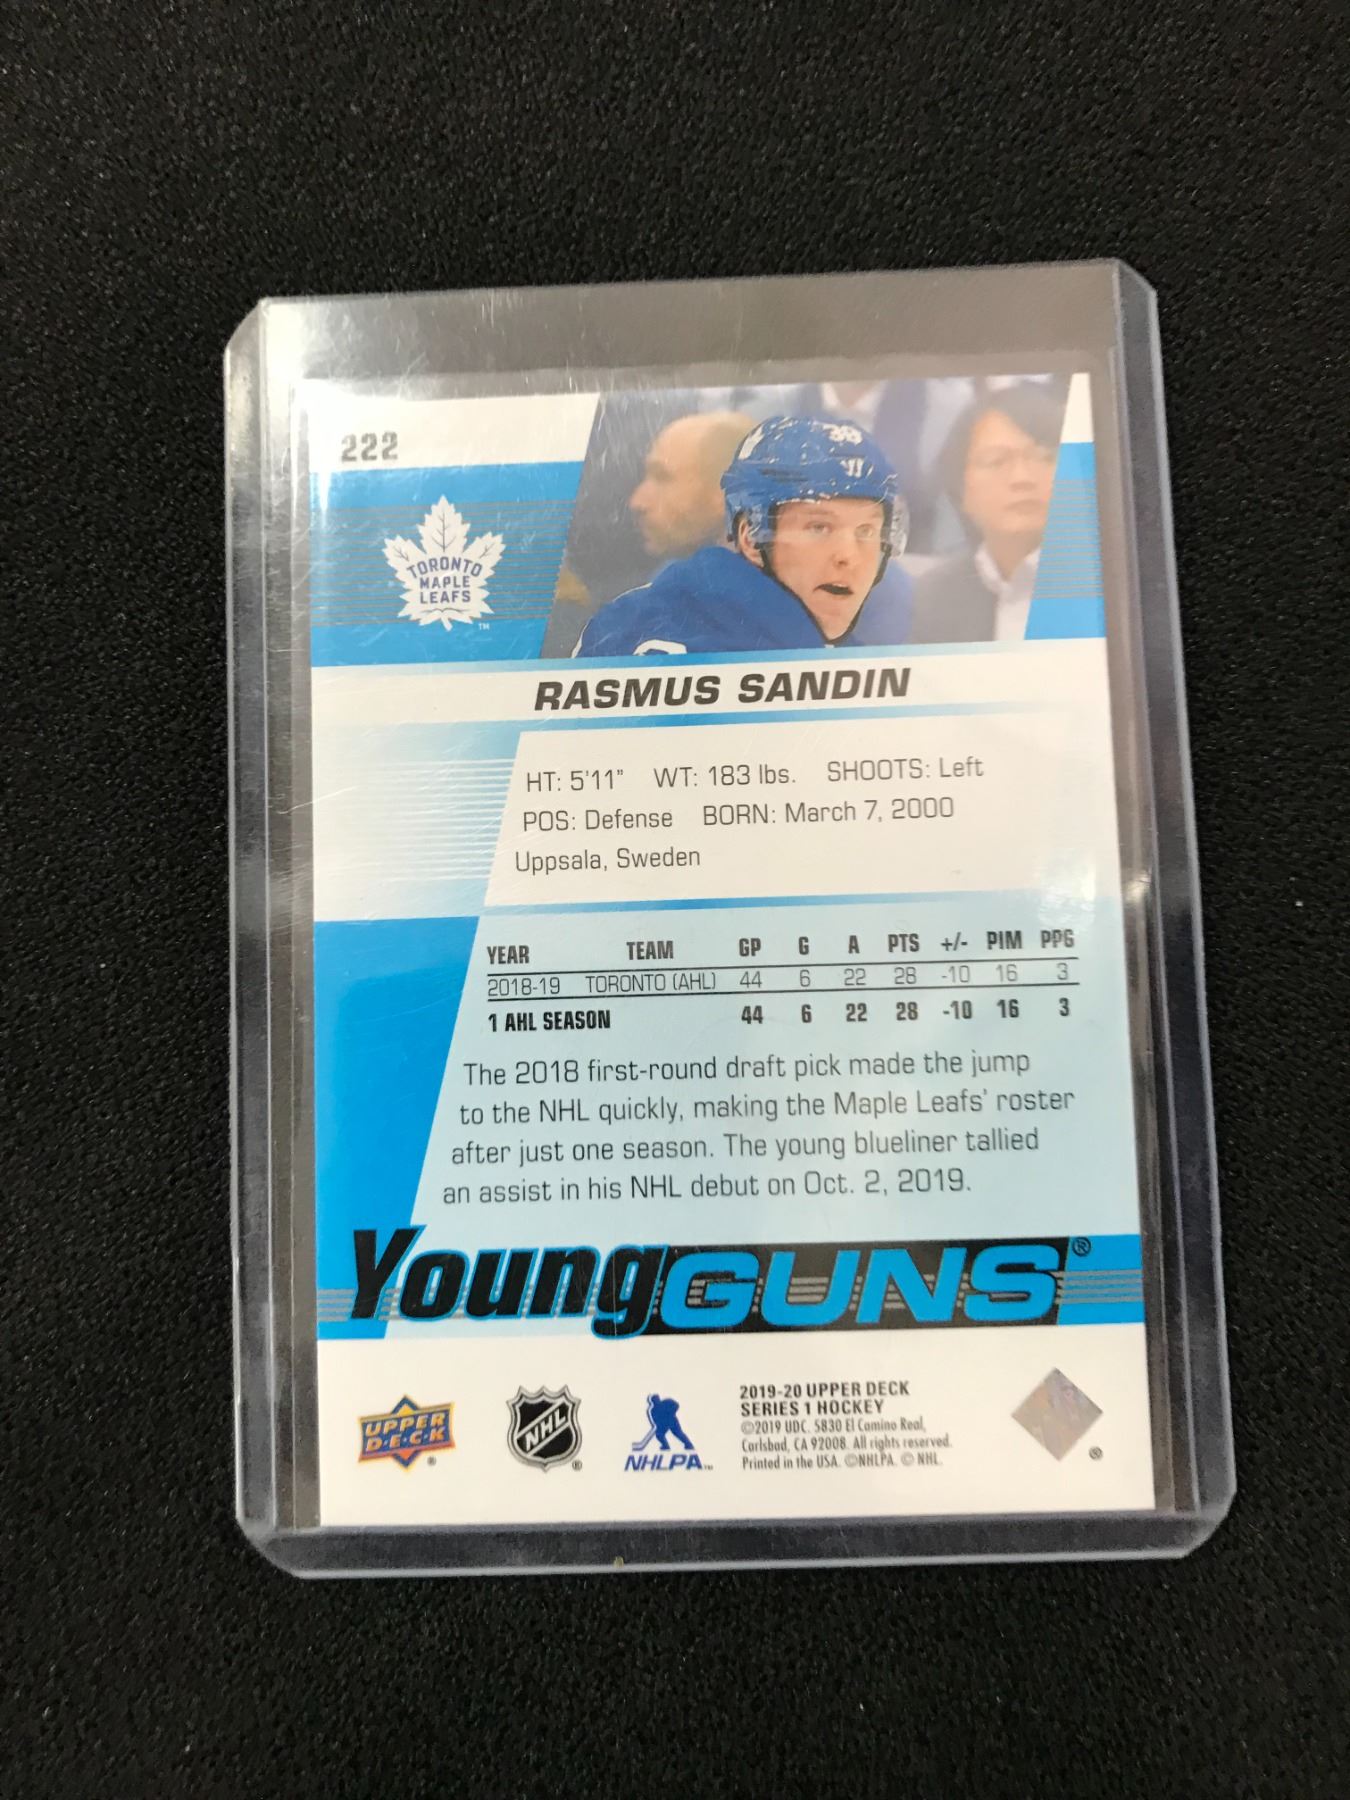 222
TORONTO
MAPLE
LEAFS
TM
38
RASMUS SANDIN
HT: 5'11" WT: 183 lbs. SHOOTS: Left
POS: Defense BORN: March 7, 2000
Uppsala, Sweden
YEAR TEAM GP G A PTS +/- PIM PPG
2018-19 TORONTO (AHL) 44 6 22 28 -10 16 3
1 AHL SEASON 44 6 22 28 -10 16 3
The 2018 first-round draft pick made the jump
to the NHL quickly, making the Maple Leafs' roster
after just one season. The young blueliner tallied
an assist in his NHL debut on Oct. 2, 2019.
Young GUNS®
UPPER
D·E·C·K
®
NHL
®
NHLPA™
2019-20 UPPER DECK
SERIES 1 HOCKEY
©2019 UDC. 5830 El Camino Real,
Carlsbad, CA 92008. All rights reserved.
Printed in the USA. ©NHLPA. © NHL.
®